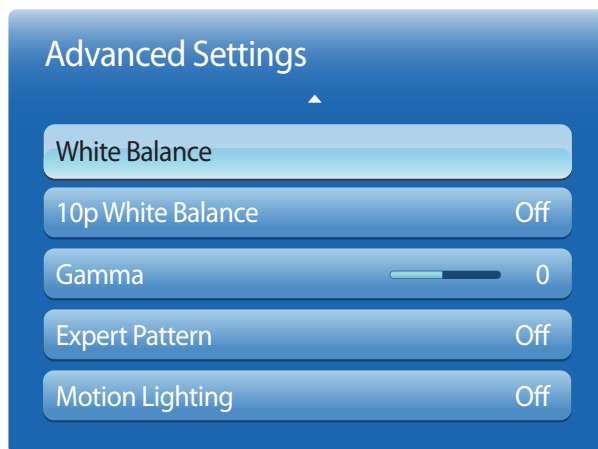 Advanced Settings
White Balance
10p White Balance Off
Gamma 0
Expert Pattern Off
Motion Lighting Off